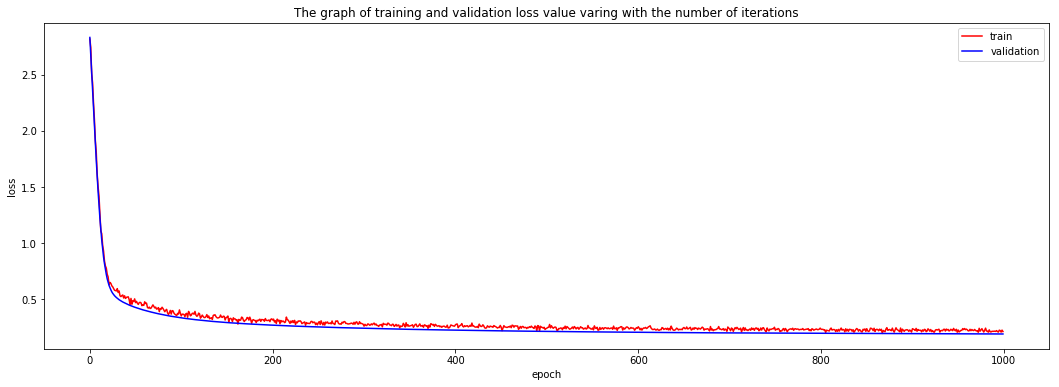 The graph of training and validation loss value varing with the number of iterations
train
validation
2.5
2.0
1.5
1.0
0.5
loss
0 200 400 600 800 1000
epoch